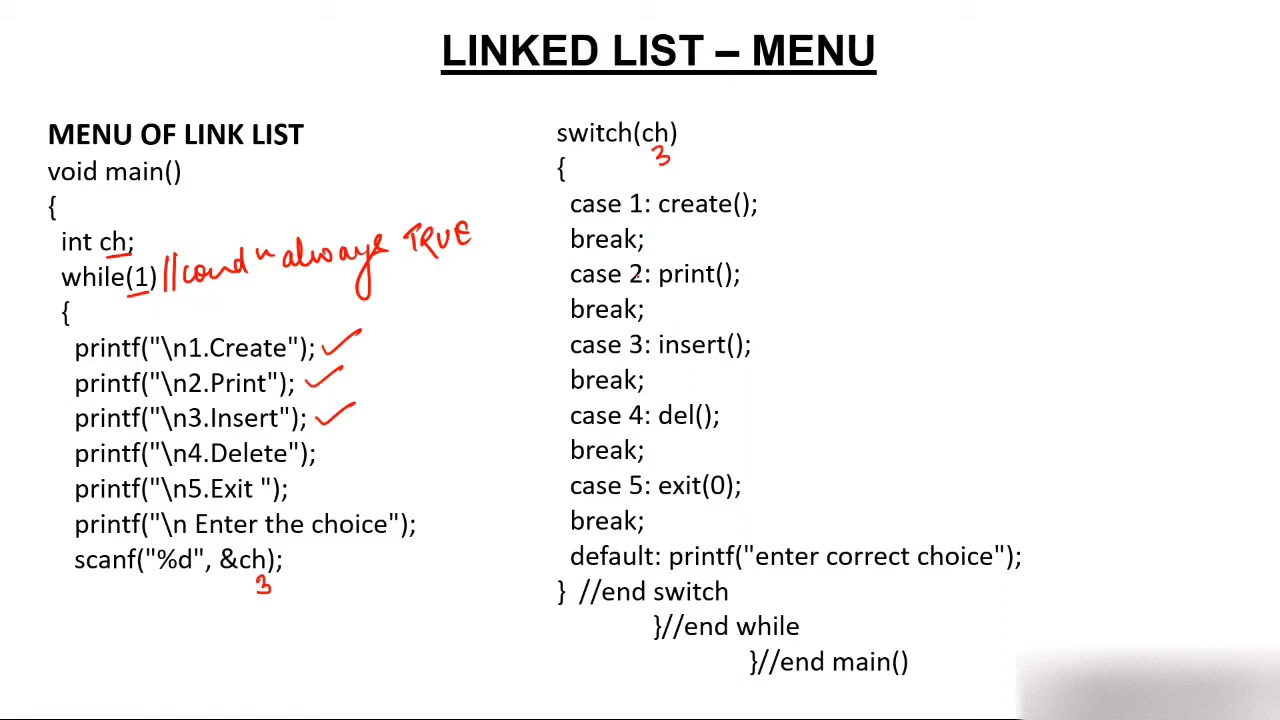 LINKED LIST – MENU
MENU OF LINK LIST
void main()
{
int ch;
while(1) //condn always TRUE
{
printf("\n1.Create");
printf("\n2.Print");
printf("\n3.Insert");
printf("\n4.Delete");
printf("\n5.Exit ");
printf("\n Enter the choice");
scanf("%d", &ch);
3
switch(ch)
3
{
case 1: create();
break;
case 2: print();
break;
case 3: insert();
break;
case 4: del();
break;
case 5: exit(0);
break;
default: printf("enter correct choice");
} //end switch
}//end while
}//end main()